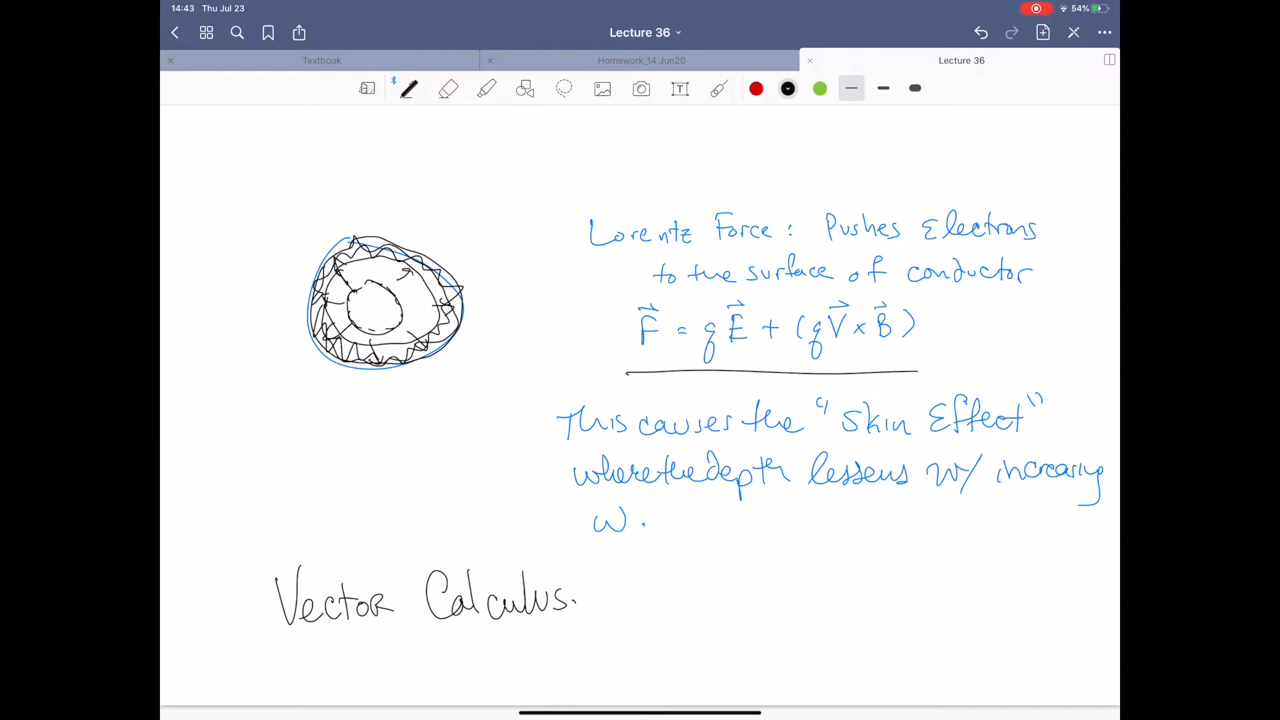 14:43 Thu Jul 23
54%
Lecture 36
Textbook
Homework_14 Jun20
Lecture 36
Lorentz Force: Pushes Electrons
to the surface of conductor
F⃗ = qE⃗ + (qV⃗ × B⃗)
This causes the "Skin Effect"
where the depth lessens w/ increasing
ω.
Vector Calculus.